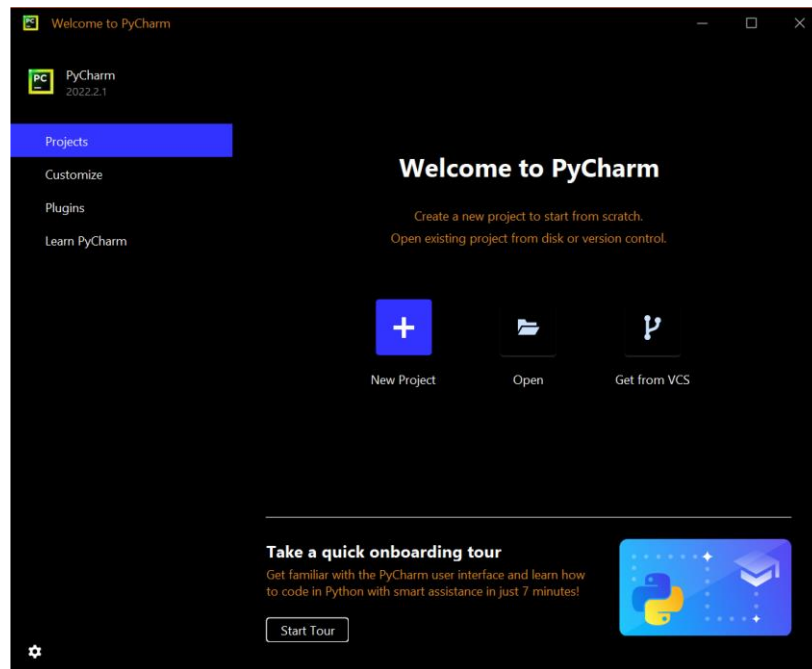 Welcome to PyCharm
PC
PyCharm
2022.2.1
Projects
Customize
Plugins
Learn PyCharm
Welcome to PyCharm
Create a new project to start from scratch.
Open existing project from disk or version control.
New Project
Open
Get from VCS
Take a quick onboarding tour
Get familiar with the PyCharm user interface and learn how
to code in Python with smart assistance in just 7 minutes!
Start Tour